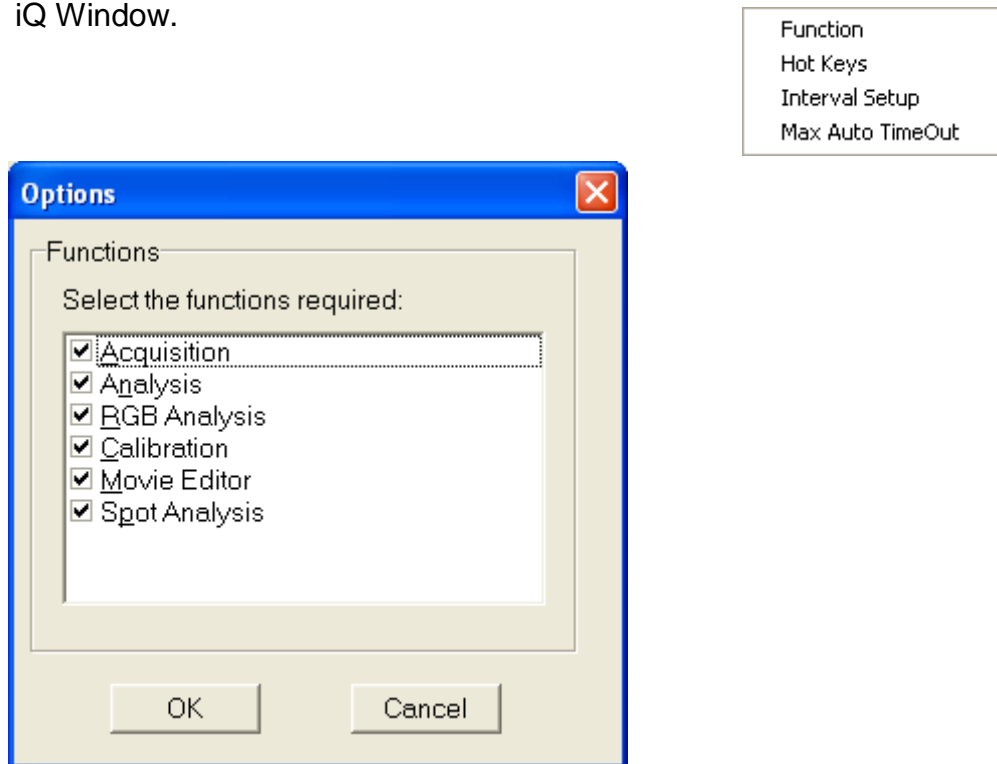 iQ Window.
Function
Hot Keys
Interval Setup
Max Auto TimeOut
Options
Functions
Select the functions required:
Acquisition
Analysis
RGB Analysis
Calibration
Movie Editor
Spot Analysis
OK Cancel